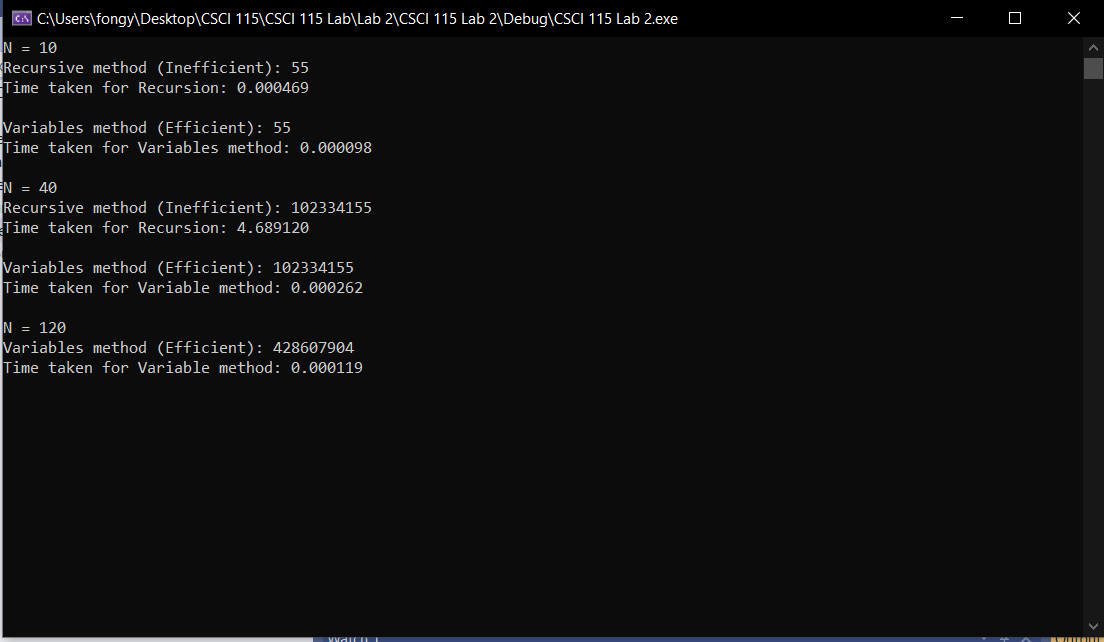 C:\Users\fongy\Desktop\CSCI 115\CSCI 115 Lab\Lab 2\CSCI 115 Lab 2\Debug\CSCI 115 Lab 2.exe
N = 10
Recursive method (Inefficient): 55
Time taken for Recursion: 0.000469
Variables method (Efficient): 55
Time taken for Variables method: 0.000098
N = 40
Recursive method (Inefficient): 102334155
Time taken for Recursion: 4.689120
Variables method (Efficient): 102334155
Time taken for Variable method: 0.000262
N = 120
Variables method (Efficient): 428607904
Time taken for Variable method: 0.000119